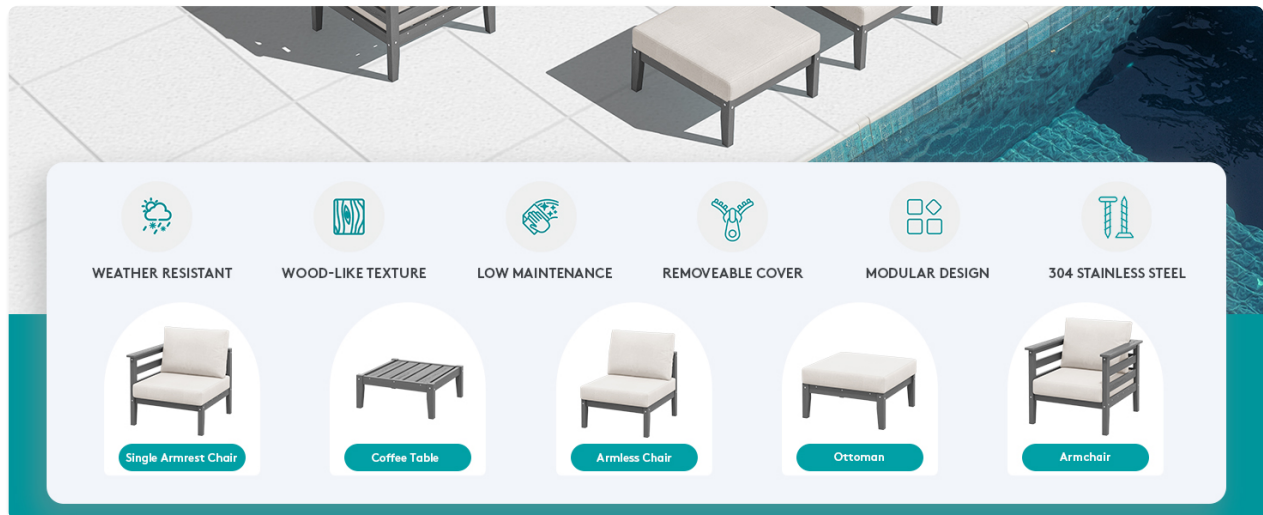 WEATHER RESISTANT
WOOD-LIKE TEXTURE
LOW MAINTENANCE
REMOVEABLE COVER
MODULAR DESIGN
304 STAINLESS STEEL
Single Armrest Chair
Coffee Table
Armless Chair
Ottoman
Armchair